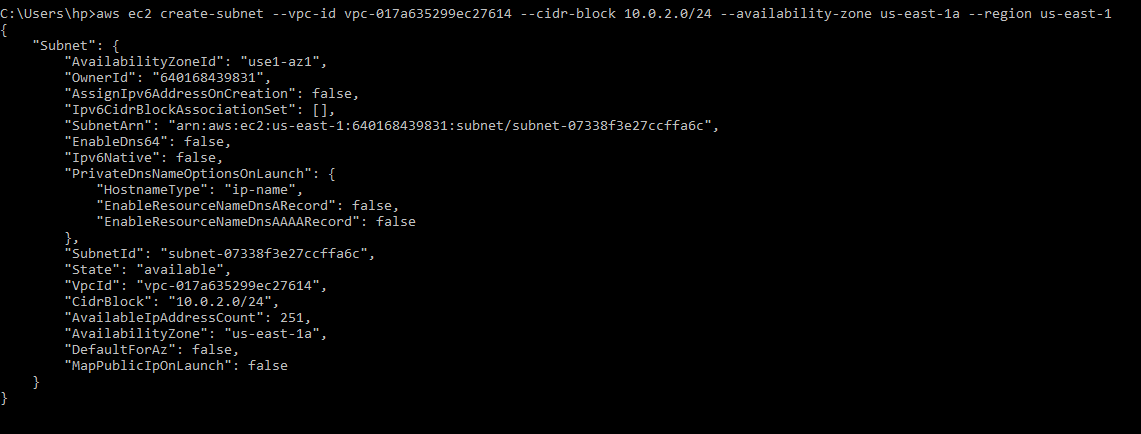 C:\Users\hp>aws ec2 create-subnet --vpc-id vpc-017a635299ec27614 --cidr-block 10.0.2.0/24 --availability-zone us-east-1a --region us-east-1
{
    "Subnet": {
        "AvailabilityZoneId": "use1-az1",
        "OwnerId": "640168439831",
        "AssignIpv6AddressOnCreation": false,
        "Ipv6CidrBlockAssociationSet": [],
        "SubnetArn": "arn:aws:ec2:us-east-1:640168439831:subnet/subnet-07338f3e27ccffa6c",
        "EnableDns64": false,
        "Ipv6Native": false,
        "PrivateDnsNameOptionsOnLaunch": {
            "HostnameType": "ip-name",
            "EnableResourceNameDnsARecord": false,
            "EnableResourceNameDnsAAAARecord": false
        },
        "SubnetId": "subnet-07338f3e27ccffa6c",
        "State": "available",
        "VpcId": "vpc-017a635299ec27614",
        "CidrBlock": "10.0.2.0/24",
        "AvailableIpAddressCount": 251,
        "AvailabilityZone": "us-east-1a",
        "DefaultForAz": false,
        "MapPublicIpOnLaunch": false
    }
}